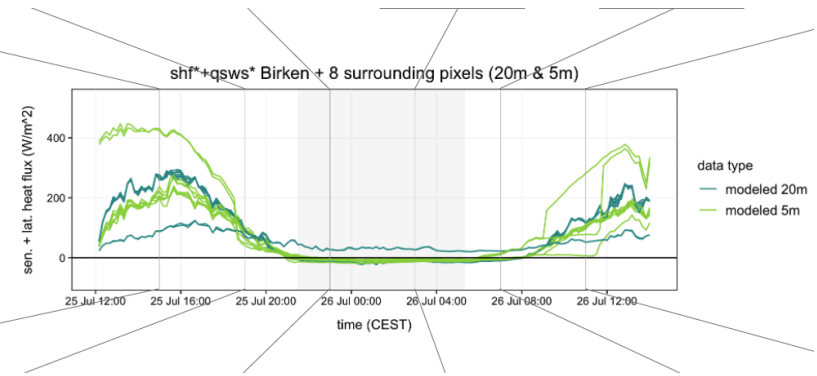 shf*+qsws* Birken + 8 surrounding pixels (20m & 5m)
sen. + lat. heat flux (W/m^2)
400
200
0
25 Jul 12:00 25 Jul 16:00 25 Jul 20:00 26 Jul 00:00 26 Jul 04:00 26 Jul 08:00 26 Jul 12:00
time (CEST)
data type
modeled 20m
modeled 5m